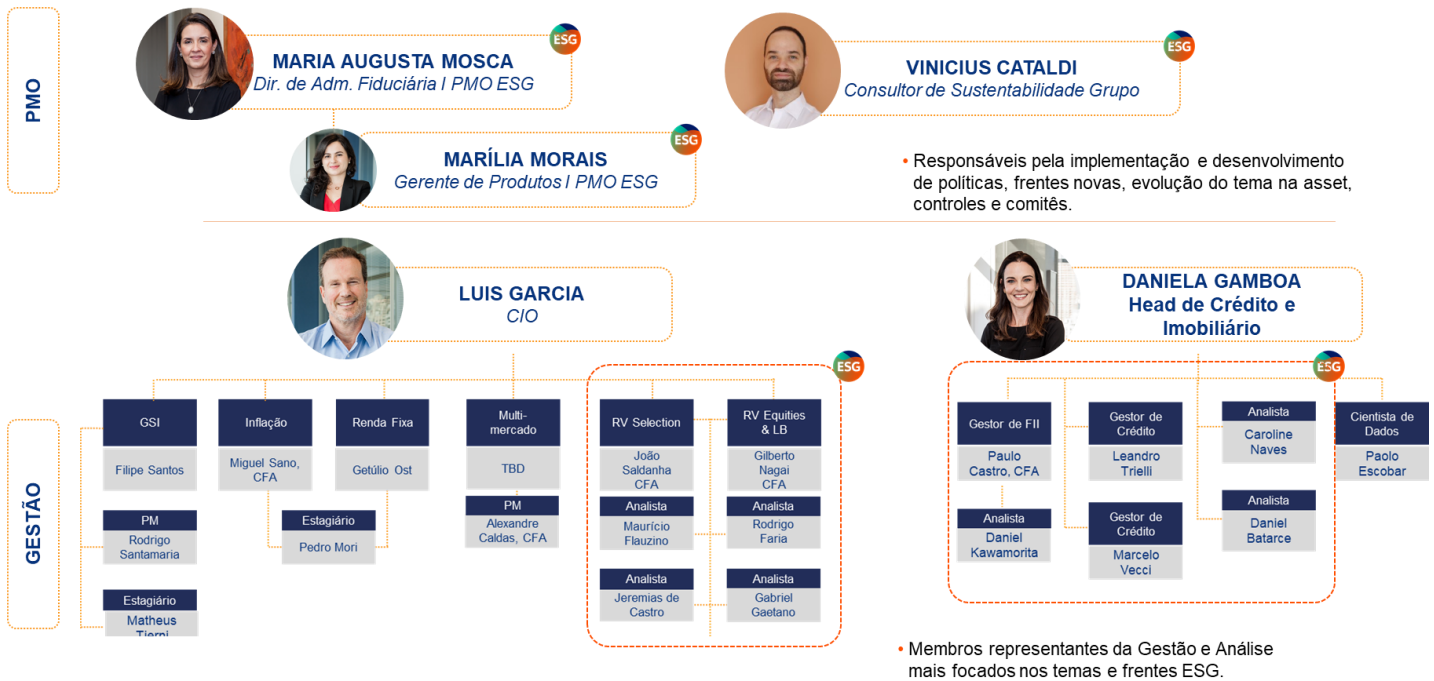 PMO
MARIA AUGUSTA MOSCA
Dir. de Adm. Fiduciária I PMO ESG
ESG
VINICIUS CATALDI
Consultor de Sustentabilidade Grupo
ESG
MARÍLIA MORAIS
Gerente de Produtos I PMO ESG
ESG
• Responsáveis pela implementação e desenvolvimento
de políticas, frentes novas, evolução do tema na asset,
controles e comitês.
GESTÃO
LUIS GARCIA
CIO
DANIELA GAMBOA
Head de Crédito e
Imobiliário
ESG
ESG
GSI
Filipe Santos
PM
Rodrigo
Santamaria
Estagiário
Matheus
Tierni
Inflação
Miguel Sano,
CFA
Renda Fixa
Getúlio Ost
Estagiário
Pedro Mori
Multi-
mercado
TBD
PM
Alexandre
Caldas, CFA
RV Selection
João
Saldanha
CFA
Analista
Maurício
Flauzino
Analista
Jeremias de
Castro
RV Equities
& LB
Gilberto
Nagai
CFA
Analista
Rodrigo
Faria
Analista
Gabriel
Gaetano
Gestor de FII
Paulo
Castro, CFA
Analista
Daniel
Kawamorita
Gestor de
Crédito
Leandro
Trielli
Gestor de
Crédito
Marcelo
Vecci
Analista
Caroline
Naves
Analista
Daniel
Batarce
Cientista de
Dados
Paolo
Escobar
• Membros representantes da Gestão e Análise
mais focados nos temas e frentes ESG.